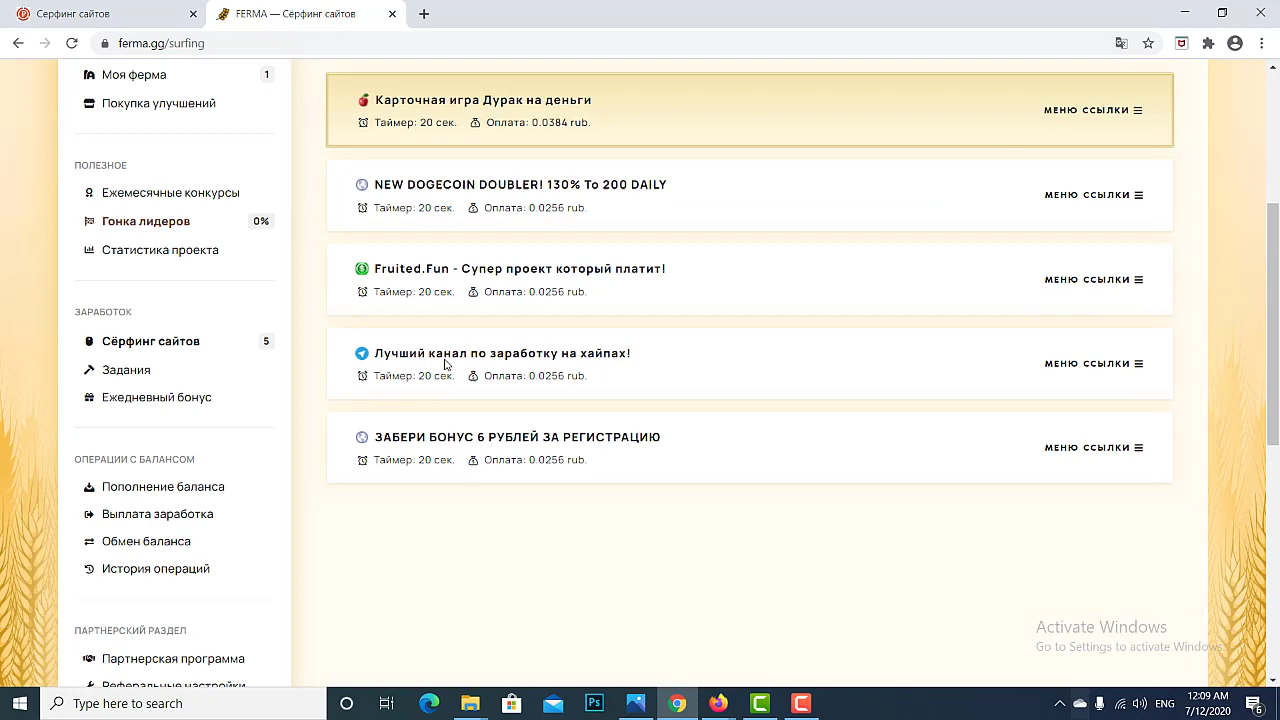 Сёрфинг сайтов
FERMA — Сёрфинг сайтов
ferma.gg/surfing
Моя ферма 1
Покупка улучшений
ПОЛЕЗНОЕ
Ежемесячные конкурсы
Гонка лидеров 0%
Статистика проекта
ЗАРАБОТОК
Сёрфинг сайтов 5
Задания
Ежедневный бонус
ОПЕРАЦИИ С БАЛАНСОМ
Пополнение баланса
Выплата заработка
Обмен баланса
История операций
ПАРТНЕРСКИЙ РАЗДЕЛ
Партнерская программа
Реферальные настройки
Карточная игра Дурак на деньги
Таймер: 20 сек. Оплата: 0.0384 rub.
МЕНЮ ССЫЛКИ
NEW DOGECOIN DOUBLER! 130% To 200 DAILY
Таймер: 20 сек. Оплата: 0.0256 rub.
МЕНЮ ССЫЛКИ
Fruited.Fun - Супер проект который платит!
Таймер: 20 сек. Оплата: 0.0256 rub.
МЕНЮ ССЫЛКИ
Лучший канал по заработку на хайпах!
Таймер: 20 сек. Оплата: 0.0256 rub.
МЕНЮ ССЫЛКИ
ЗАБЕРИ БОНУС 6 РУБЛЕЙ ЗА РЕГИСТРАЦИЮ
Таймер: 20 сек. Оплата: 0.0256 rub.
МЕНЮ ССЫЛКИ
Activate Windows
Go to Settings to activate Windows.
Type here to search
Ps
ENG
12:09 AM
7/12/2020
6